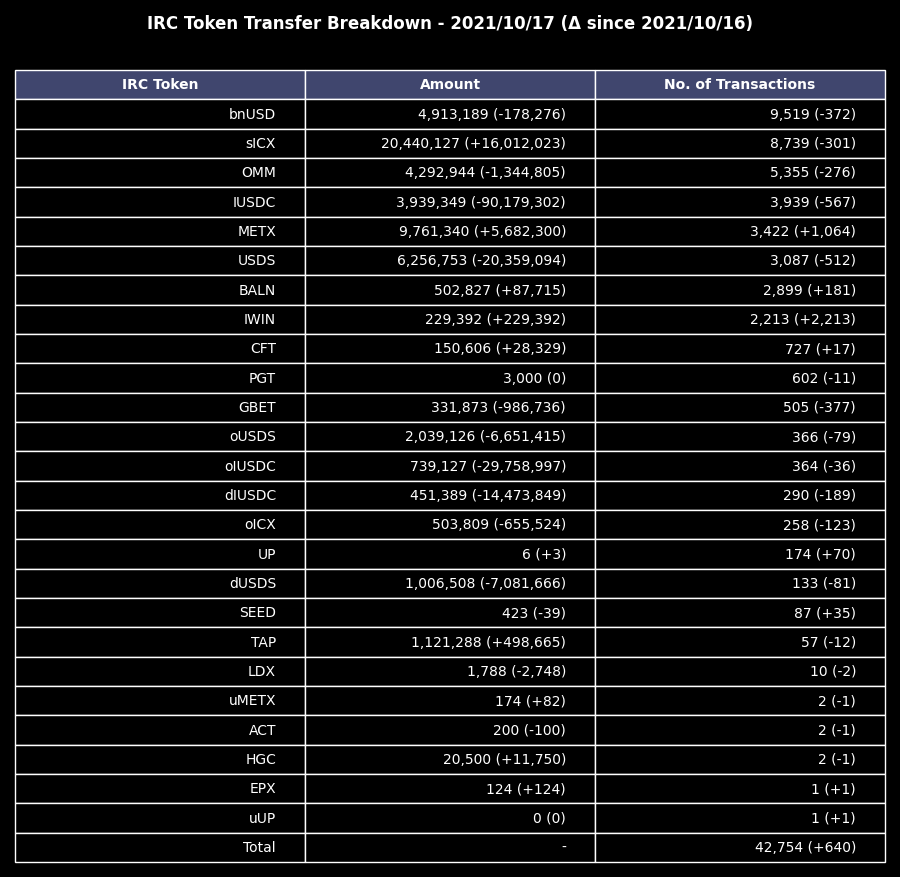 IRC Token Transfer Breakdown - 2021/10/17 (Δ since 2021/10/16)
IRC Token Amount No. of Transactions
bnUSD 4,913,189 (-178,276) 9,519 (-372)
sICX 20,440,127 (+16,012,023) 8,739 (-301)
OMM 4,292,944 (-1,344,805) 5,355 (-276)
IUSDC 3,939,349 (-90,179,302) 3,939 (-567)
METX 9,761,340 (+5,682,300) 3,422 (+1,064)
USDS 6,256,753 (-20,359,094) 3,087 (-512)
BALN 502,827 (+87,715) 2,899 (+181)
IWIN 229,392 (+229,392) 2,213 (+2,213)
CFT 150,606 (+28,329) 727 (+17)
PGT 3,000 (0) 602 (-11)
GBET 331,873 (-986,736) 505 (-377)
oUSDS 2,039,126 (-6,651,415) 366 (-79)
oIUSDC 739,127 (-29,758,997) 364 (-36)
dIUSDC 451,389 (-14,473,849) 290 (-189)
oICX 503,809 (-655,524) 258 (-123)
UP 6 (+3) 174 (+70)
dUSDS 1,006,508 (-7,081,666) 133 (-81)
SEED 423 (-39) 87 (+35)
TAP 1,121,288 (+498,665) 57 (-12)
LDX 1,788 (-2,748) 10 (-2)
uMETX 174 (+82) 2 (-1)
ACT 200 (-100) 2 (-1)
HGC 20,500 (+11,750) 2 (-1)
EPX 124 (+124) 1 (+1)
uUP 0 (0) 1 (+1)
Total - 42,754 (+640)